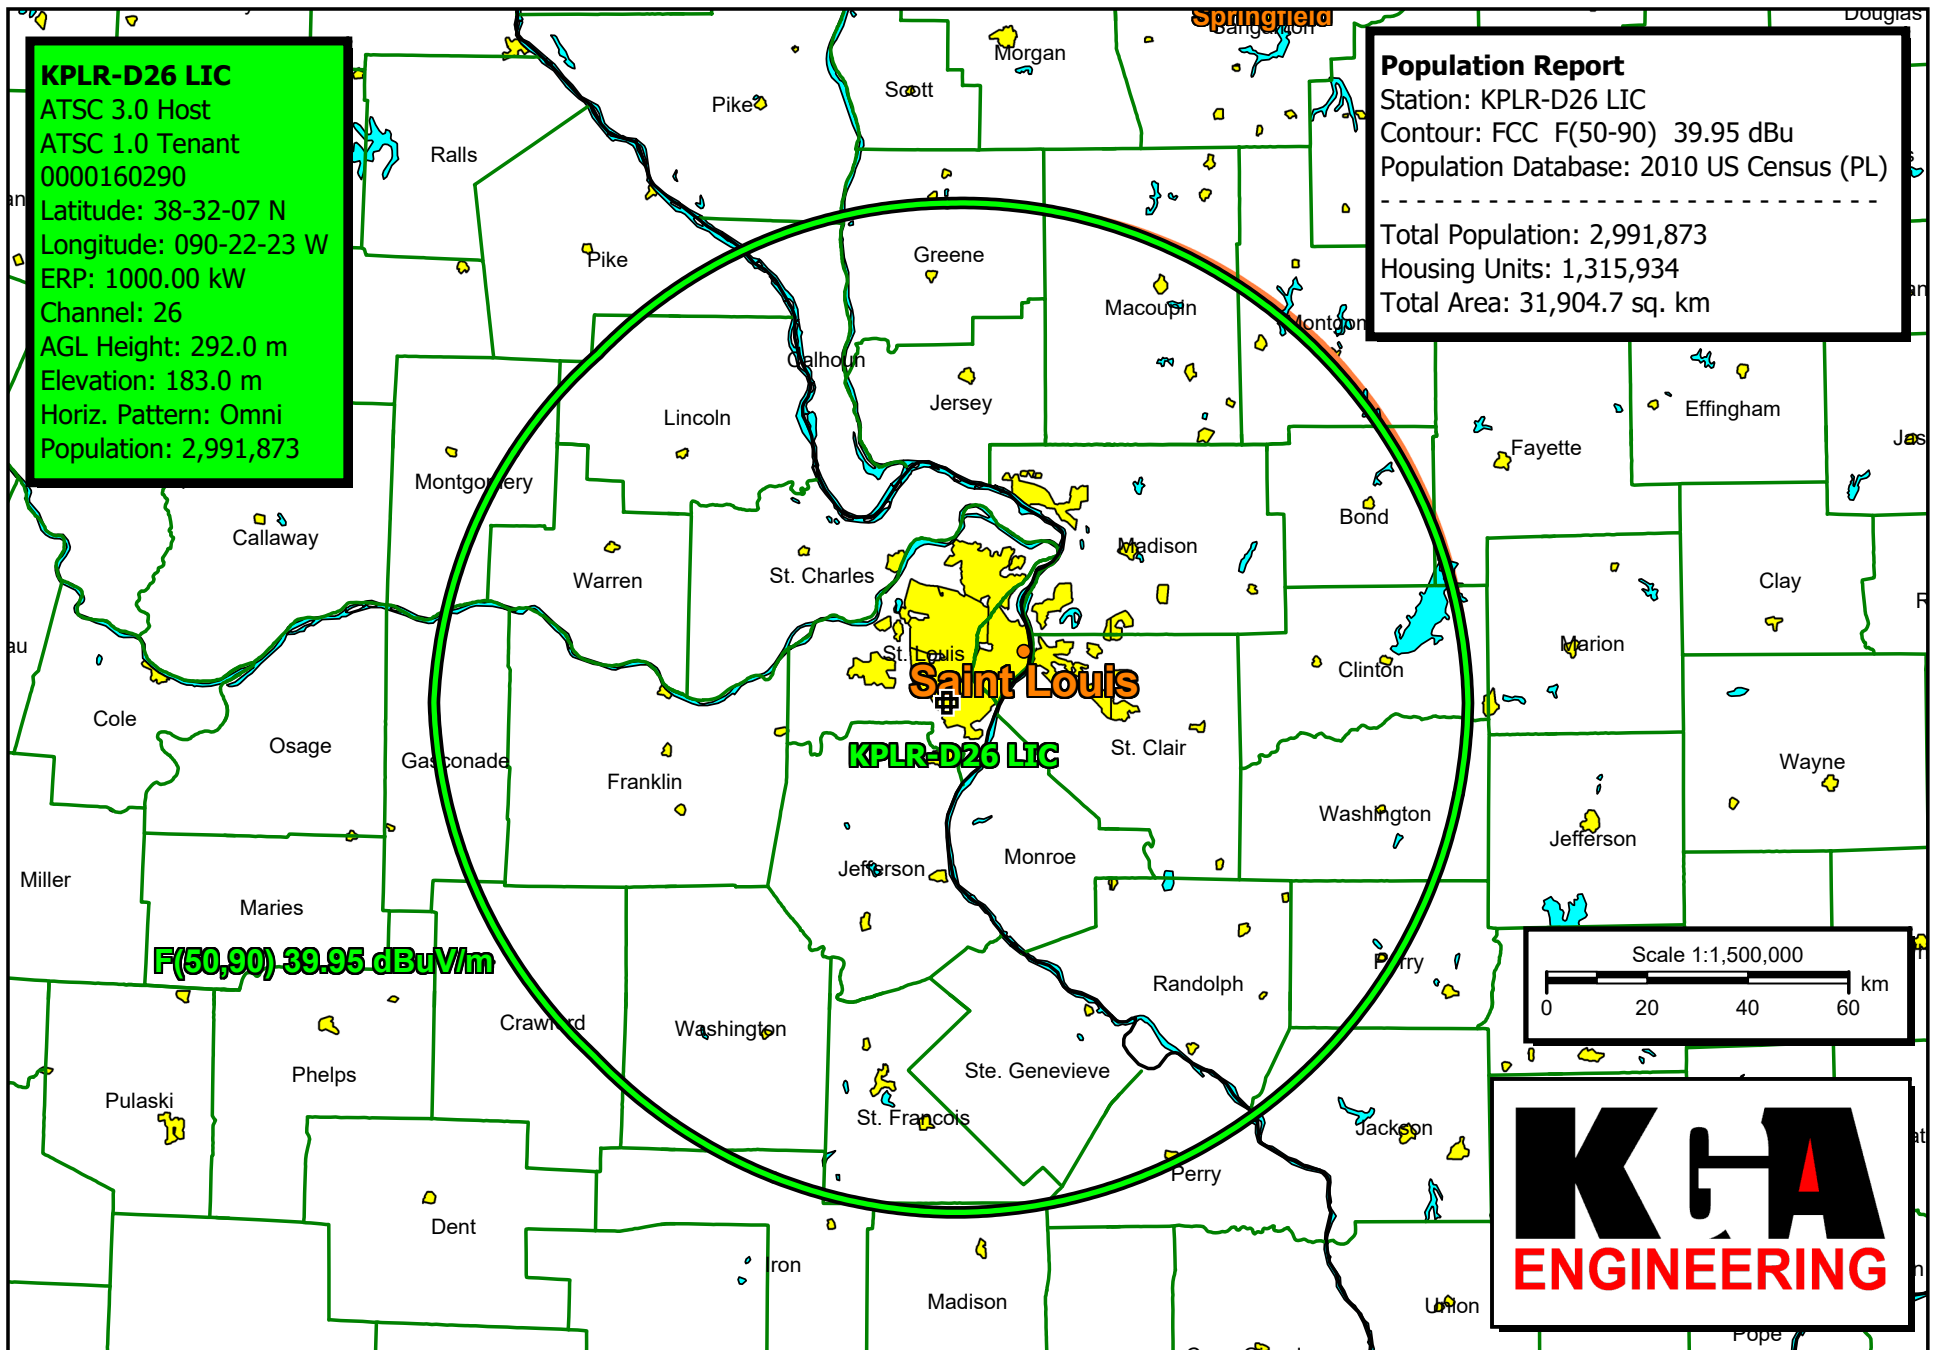 Springfield
Sangamon
Douglas
Morgan
Scott
Pike
KPLR-D26 LIC
ATSC 3.0 Host
ATSC 1.0 Tenant
0000160290
Latitude: 38-32-07 N
Longitude: 090-22-23 W
ERP: 1000.00 kW
Channel: 26
AGL Height: 292.0 m
Elevation: 183.0 m
Horiz. Pattern: Omni
Population: 2,991,873
Population Report
Station: KPLR-D26 LIC
Contour: FCC  F(50-90)  39.95 dBu
Population Database: 2010 US Census (PL)
- - - - - - - - - - - - - - - - - - - - - - - - - - - - -
Total Population: 2,991,873
Housing Units: 1,315,934
Total Area: 31,904.7 sq. km
Ralls
Pike
Greene
Macoupin
Montgom
Calhoun
Lincoln
Jersey
Effingham
Fayette
Jas
Montgomery
Callaway
Bond
Madison
Warren
St. Charles
Clay
au
St. Louis
Marion
Clinton
Saint Louis
Cole
Osage
Gasconade
Franklin
KPLR-D26 LIC
St. Clair
Wayne
Washington
Jefferson
Miller
Maries
Jefferson
Monroe
F(50,90) 39.95 dBuV/m
Perry
Randolph
Scale 1:1,500,000
0 20 40 60 km
Crawford
Washington
Phelps
Pulaski
Ste. Genevieve
St. Francois
Jackson
Perry
Dent
Iron
Madison
Union
KGA
ENGINEERING
Pope